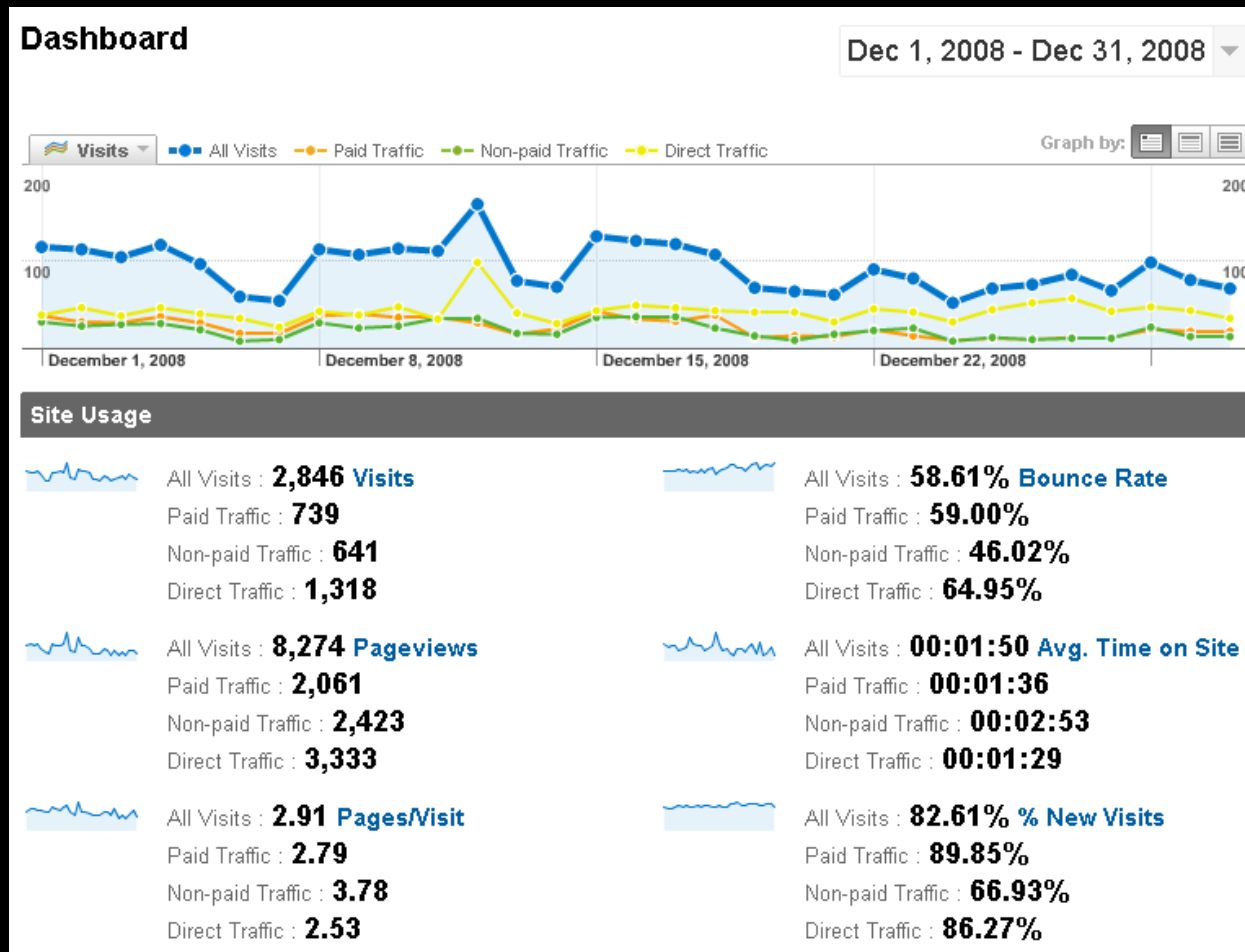 Dashboard
Dec 1, 2008 - Dec 31, 2008
Visits All Visits Paid Traffic Non-paid Traffic Direct Traffic
Graph by:
200 200
100 100
December 1, 2008 December 8, 2008 December 15, 2008 December 22, 2008
Site Usage
All Visits : 2,846 Visits
Paid Traffic : 739
Non-paid Traffic : 641
Direct Traffic : 1,318
All Visits : 58.61% Bounce Rate
Paid Traffic : 59.00%
Non-paid Traffic : 46.02%
Direct Traffic : 64.95%
All Visits : 8,274 Pageviews
Paid Traffic : 2,061
Non-paid Traffic : 2,423
Direct Traffic : 3,333
All Visits : 00:01:50 Avg. Time on Site
Paid Traffic : 00:01:36
Non-paid Traffic : 00:02:53
Direct Traffic : 00:01:29
All Visits : 2.91 Pages/Visit
Paid Traffic : 2.79
Non-paid Traffic : 3.78
Direct Traffic : 2.53
All Visits : 82.61% % New Visits
Paid Traffic : 89.85%
Non-paid Traffic : 66.93%
Direct Traffic : 86.27%